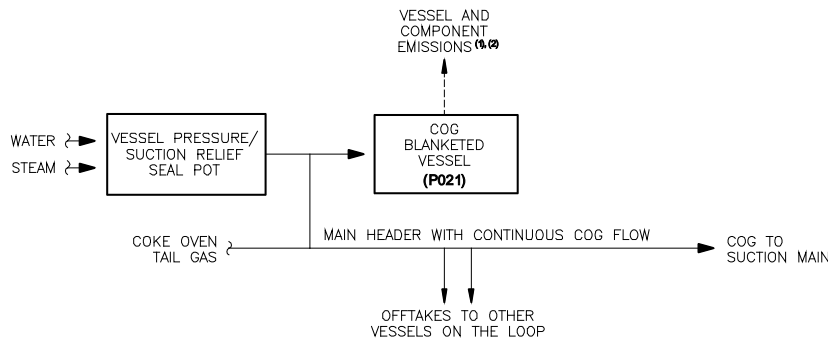 VESSEL AND
COMPONENT
EMISSIONS (1), (2)
WATER
STEAM
VESSEL PRESSURE/
SUCTION RELIEF
SEAL POT
COG
BLANKETED
VESSEL
(P021)
COKE OVEN
TAIL GAS
MAIN HEADER WITH CONTINUOUS COG FLOW
COG TO
SUCTION MAIN
OFFTAKES TO OTHER
VESSELS ON THE LOOP